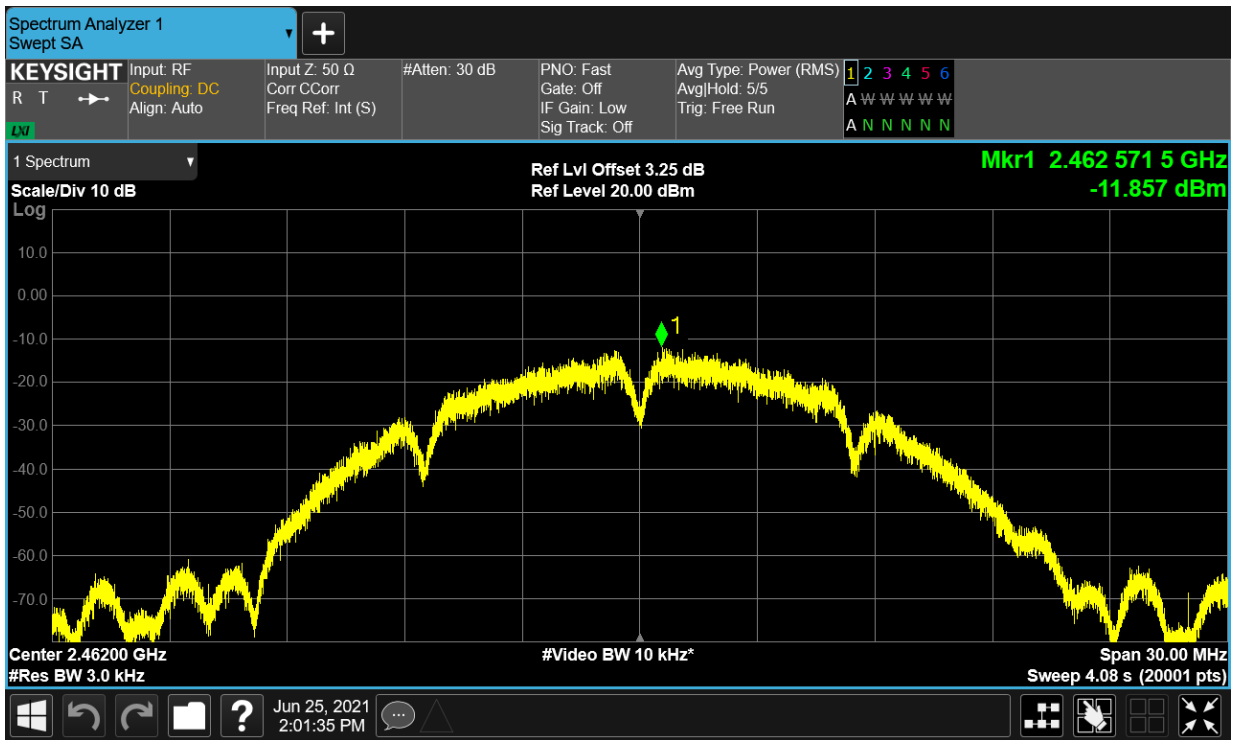 Spectrum Analyzer 1
Swept SA
+
KEYSIGHT
R T
LXI
Input: RF
Coupling: DC
Align: Auto
Input Z: 50 Ω
Corr CCorr
Freq Ref: Int (S)
#Atten: 30 dB
PNO: Fast
Gate: Off
IF Gain: Low
Sig Track: Off
Avg Type: Power (RMS)
Avg|Hold: 5/5
Trig: Free Run
1 2 3 4 5 6
A W W W W W
A N N N N N
1 Spectrum
Scale/Div 10 dB
Log
Ref Lvl Offset 3.25 dB
Ref Level 20.00 dBm
Mkr1 2.462 571 5 GHz
-11.857 dBm
10.0
0.00
-10.0
-20.0
-30.0
-40.0
-50.0
-60.0
-70.0
1
Center 2.46200 GHz
#Res BW 3.0 kHz
#Video BW 10 kHz*
Span 30.00 MHz
Sweep 4.08 s (20001 pts)
?
Jun 25, 2021
2:01:35 PM